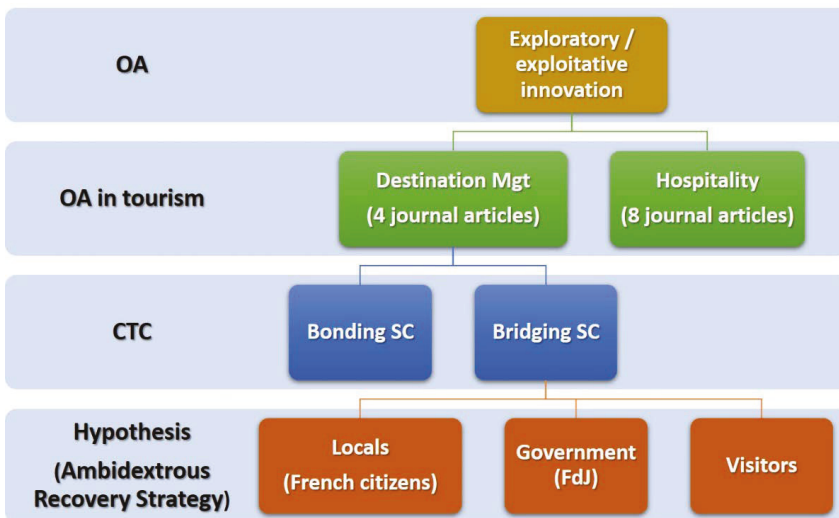 OA
Exploratory /
exploitative
innovation
OA in tourism
Destination Mgt
(4 journal articles)
Hospitality
(8 journal articles)
CTC
Bonding SC
Bridging SC
Hypothesis
(Ambidextrous
Recovery Strategy)
Locals
(French citizens)
Government
(FdJ)
Visitors